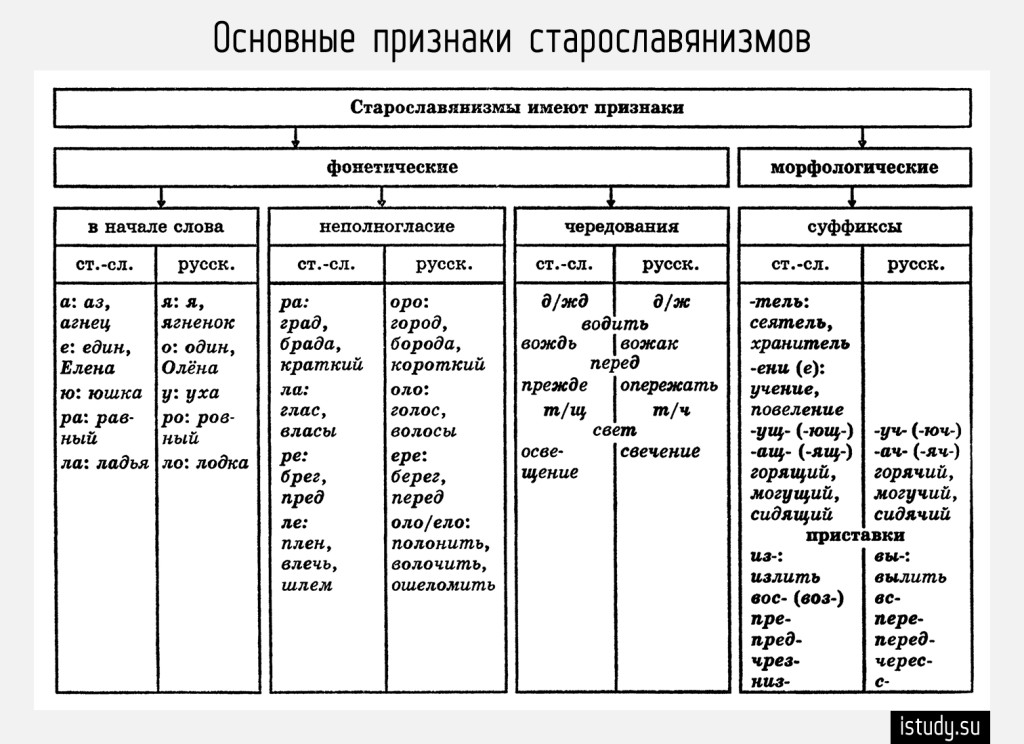 Основные признаки старославянизмов
Старославянизмы имеют признаки
фонетические
морфологические
в начале слова
ст.-сл. русск.
а: аз, я: я,
агнец ягненок
е: един, о: один,
Елена Олёна
ю: юшка у: уха
ра: рав- ро: ров-
ный ный
ла: ладья ло: лодка
неполногласие
ст.-сл. русск.
ра: оро:
град, город,
брада, борода,
краткий короткий
ла: оло:
глас, голос,
власы волосы
ре: ере:
брег, берег,
пред перед
ле: оло/ело:
плен, полонить,
влечь, волочить,
шлем ошеломить
чередования
ст.-сл. русск.
д/жд д/ж
водить
вождь вожак
перед
прежде опережать
т/щ т/ч
свет
осве- свечение
щение
суффиксы
ст.-сл. русск.
-тель:
сеятель,
хранитель
-ени (е):
учение,
повеление
-ущ- (-ющ-) -уч- (-юч-)
-ащ- (-ящ-) -ач- (-яч-)
горящий, горячий,
могущий, могучий,
сидящий сидячий
приставки
из-: вы-:
излить вылить
вос- (воз-) вс-
пре- пере-
пред- перед-
чрез- черес-
низ- с-
istudy.su